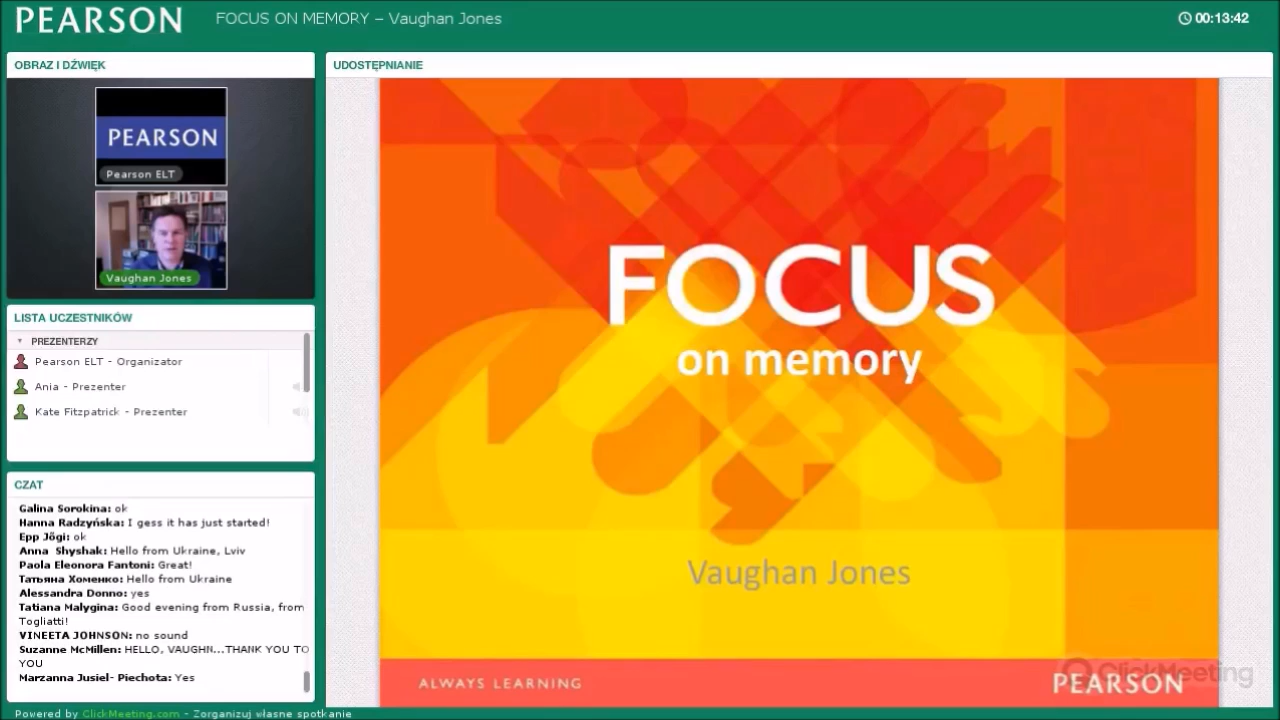 PEARSON
FOCUS ON MEMORY – Vaughan Jones
00:13:42
OBRAZ I DŹWIĘK
PEARSON
Pearson ELT
Vaughan Jones
LISTA UCZESTNIKÓW
PREZENTERZY
Pearson ELT - Organizator
Ania - Prezenter
Kate Fitzpatrick - Prezenter
CZAT
Galina Sorokina: ok
Hanna Radzyńska: I gess it has just started!
Epp Jõgi: ok
Anna Shyshak: Hello from Ukraine, Lviv
Paola Eleonora Fantoni: Great!
Татьяна Хоменко: Hello from Ukraine
Alessandra Donno: yes
Tatiana Malygina: Good evening from Russia, from
Togliatti!
VINEETA JOHNSON: no sound
Suzanne McMillen: HELLO, VAUGHN...THANK YOU TO
YOU
Marzanna Jusiel- Piechota: Yes
Powered by ClickMeeting.com - Zorganizuj własne spotkanie
UDOSTĘPNIANIE
FOCUS
on memory
Vaughan Jones
ALWAYS LEARNING
PEARSON
ClickMeeting